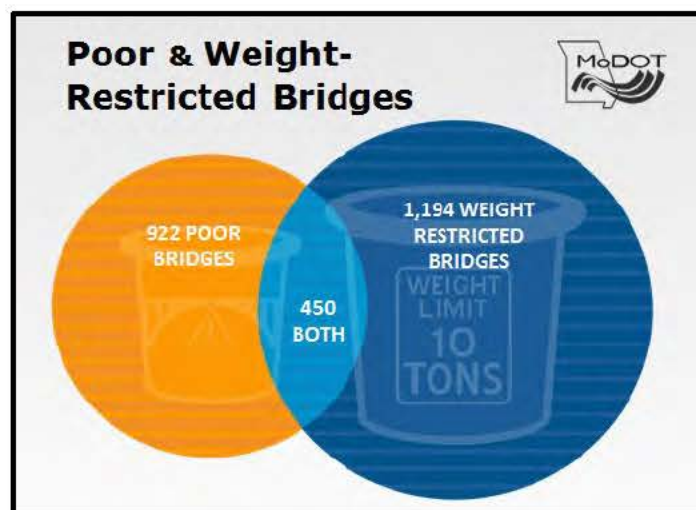 Poor & Weight-
Restricted Bridges
MoDOT
922 POOR
BRIDGES
1,194 WEIGHT
RESTRICTED
BRIDGES
450
BOTH
WEIGHT
LIMIT
10
TONS